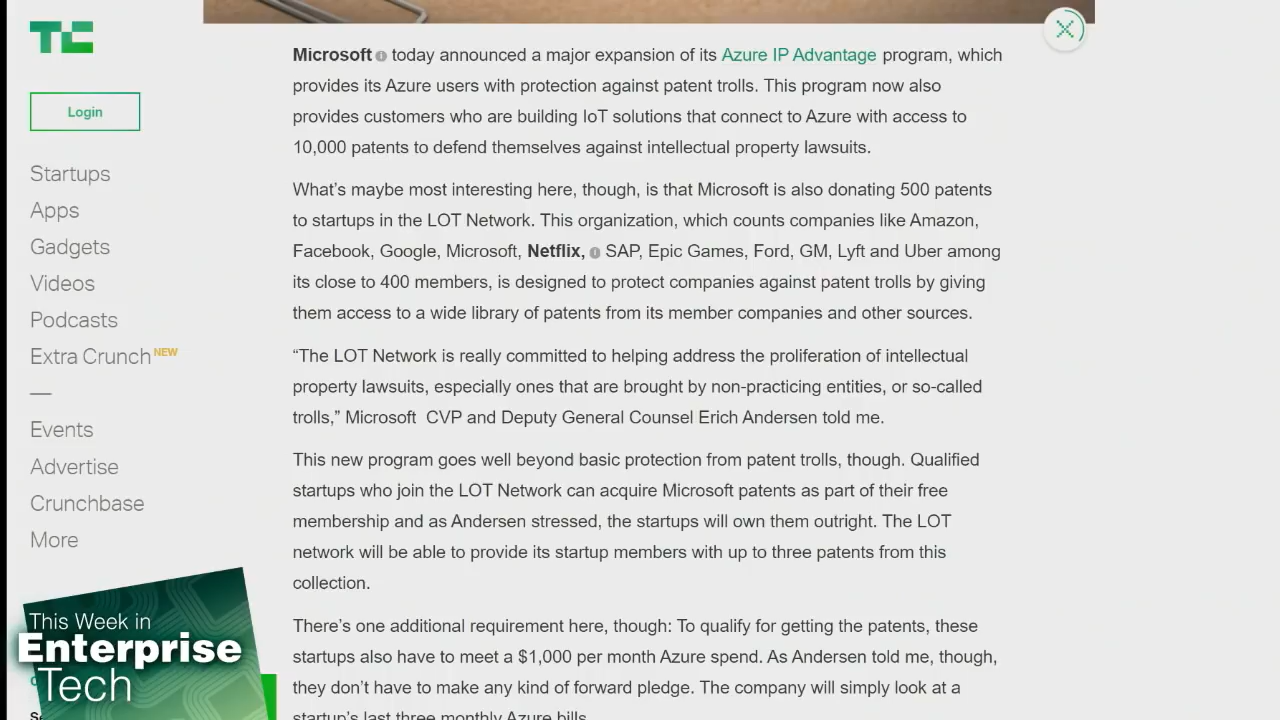 TC
Login
Startups
Apps
Gadgets
Videos
Podcasts
Extra Crunch NEW
—
Events
Advertise
Crunchbase
More
Microsoft today announced a major expansion of its Azure IP Advantage program, which
provides its Azure users with protection against patent trolls. This program now also
provides customers who are building IoT solutions that connect to Azure with access to
10,000 patents to defend themselves against intellectual property lawsuits.
What’s maybe most interesting here, though, is that Microsoft is also donating 500 patents
to startups in the LOT Network. This organization, which counts companies like Amazon,
Facebook, Google, Microsoft, Netflix, SAP, Epic Games, Ford, GM, Lyft and Uber among
its close to 400 members, is designed to protect companies against patent trolls by giving
them access to a wide library of patents from its member companies and other sources.
“The LOT Network is really committed to helping address the proliferation of intellectual
property lawsuits, especially ones that are brought by non-practicing entities, or so-called
trolls,” Microsoft CVP and Deputy General Counsel Erich Andersen told me.
This new program goes well beyond basic protection from patent trolls, though. Qualified
startups who join the LOT Network can acquire Microsoft patents as part of their free
membership and as Andersen stressed, the startups will own them outright. The LOT
network will be able to provide its startup members with up to three patents from this
collection.
There’s one additional requirement here, though: To qualify for getting the patents, these
startups also have to meet a $1,000 per month Azure spend. As Andersen told me, though,
they don’t have to make any kind of forward pledge. The company will simply look at a
startup’s last three monthly Azure bills.
This Week in
Enterprise
Tech